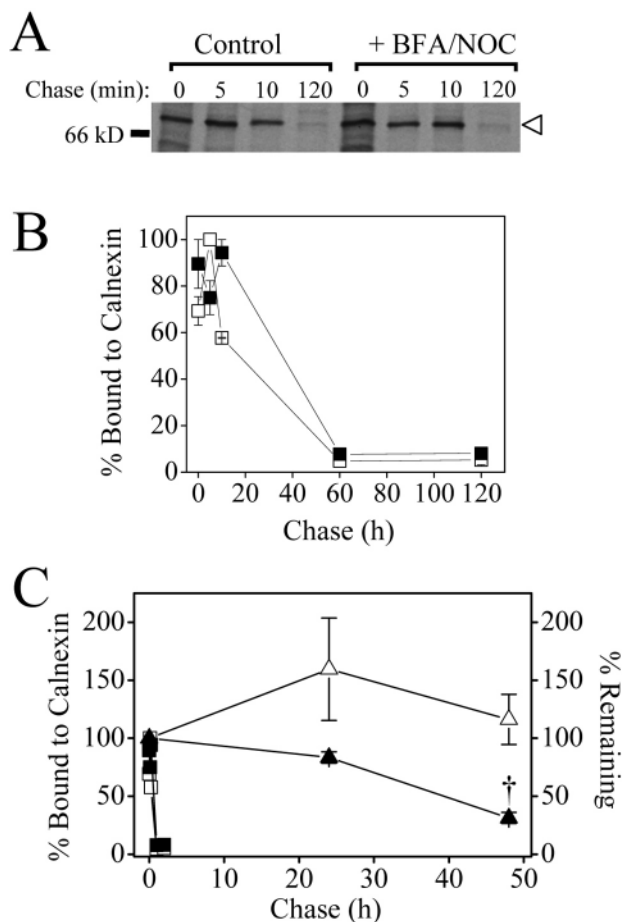 A
Control + BFA/NOC
Chase (min): 0 5 10 120 0 5 10 120
66 kD
B
% Bound to Calnexin
100
80
60
40
20
0
0 20 40 60 80 100 120
Chase (h)
C
% Bound to Calnexin
% Remaining
200 200
150 150
100 100
50 † 50
0 0
0 10 20 30 40 50
Chase (h)